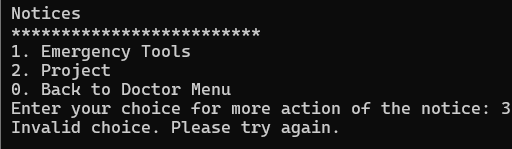 Notices
*************************
1. Emergency Tools
2. Project
0. Back to Doctor Menu
Enter your choice for more action of the notice: 3
Invalid choice. Please try again.